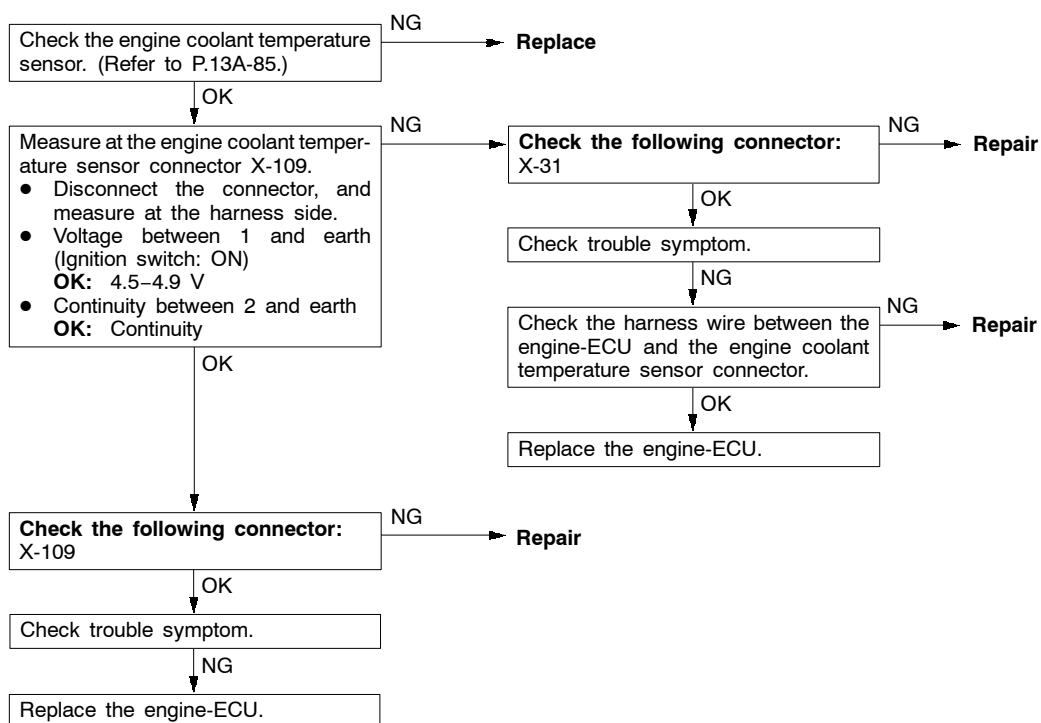 Check the engine coolant temperature
sensor. (Refer to P.13A-85.)
NG
Replace
OK
Measure at the engine coolant temper-
ature sensor connector X-109.
● Disconnect the connector, and
measure at the harness side.
● Voltage between 1 and earth
(Ignition switch: ON)
OK: 4.5–4.9 V
● Continuity between 2 and earth
OK: Continuity
NG
Check the following connector:
X-31
NG
Repair
OK
Check trouble symptom.
NG
Check the harness wire between the
engine-ECU and the engine coolant
temperature sensor connector.
NG
Repair
OK
Replace the engine-ECU.
OK
Check the following connector:
X-109
NG
Repair
OK
Check trouble symptom.
NG
Replace the engine-ECU.